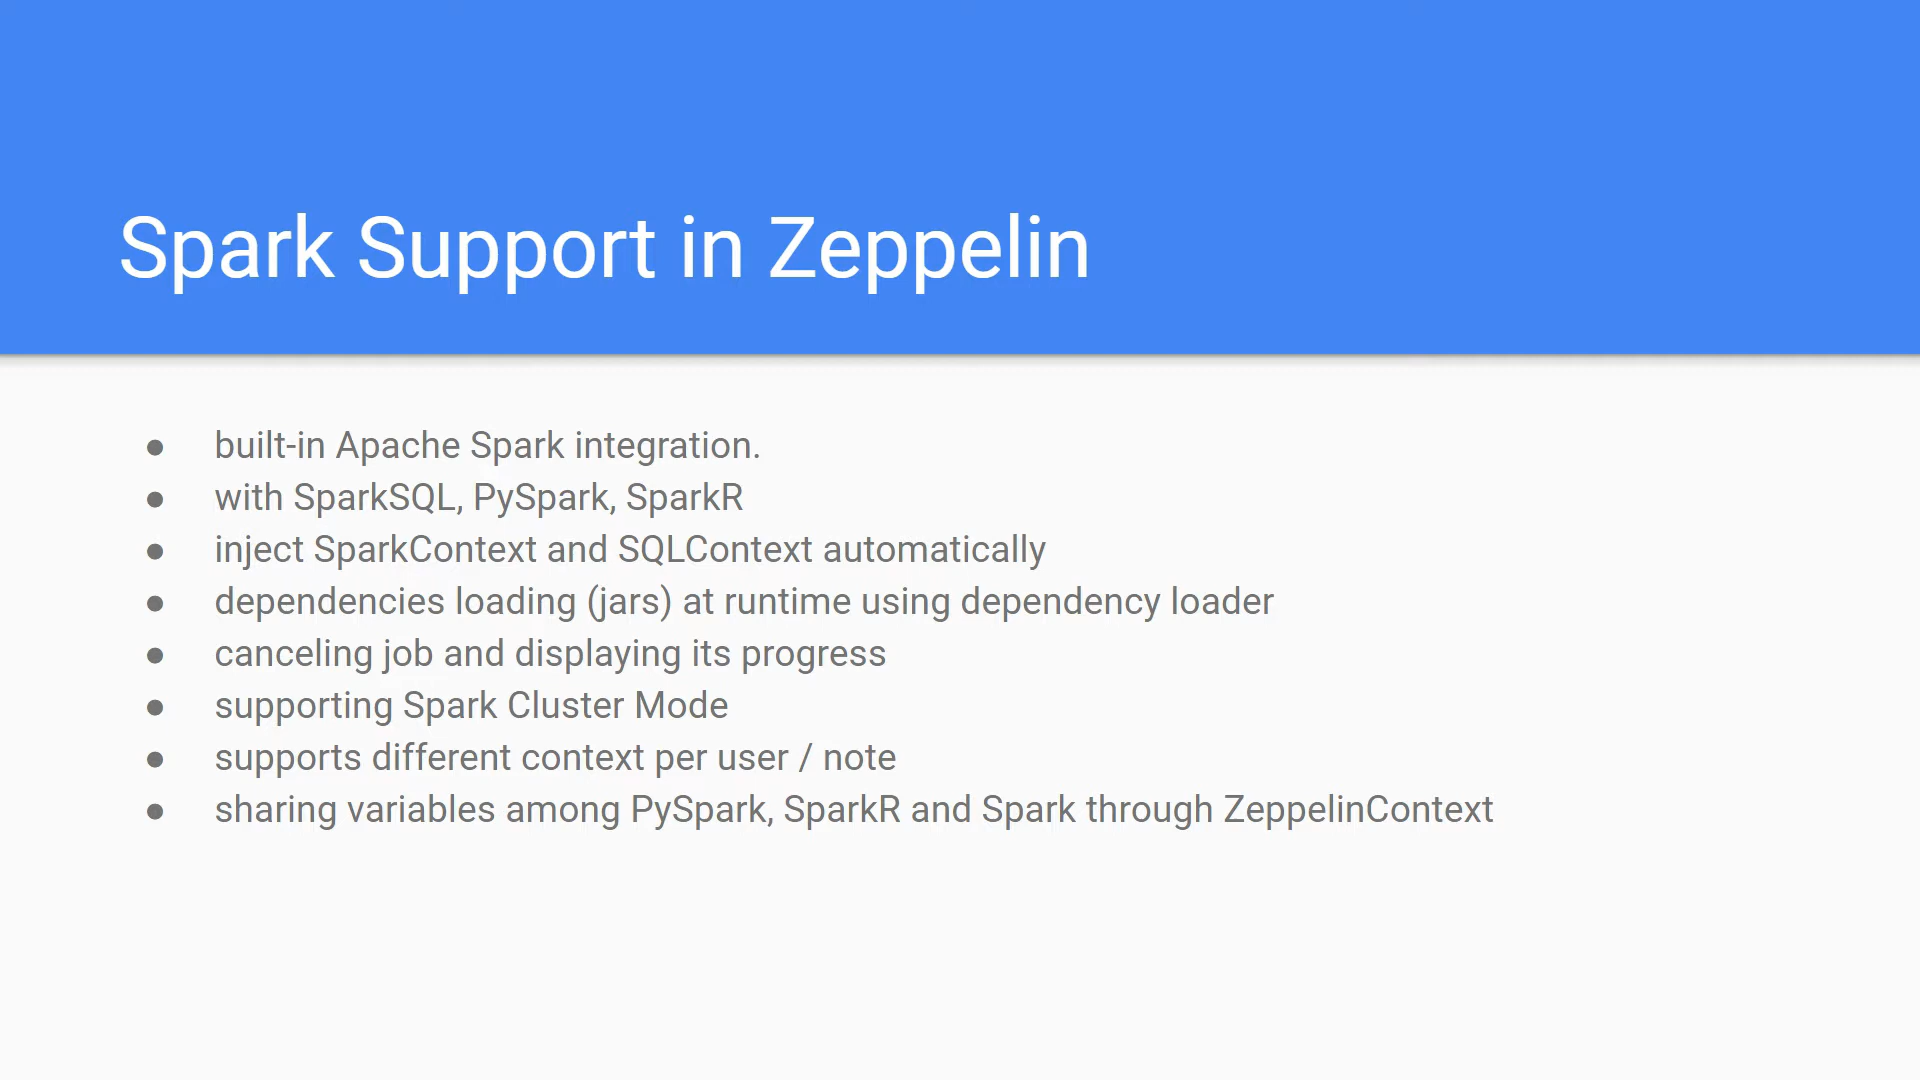 Spark Support in Zeppelin
● built-in Apache Spark integration.
● with SparkSQL, PySpark, SparkR
● inject SparkContext and SQLContext automatically
● dependencies loading (jars) at runtime using dependency loader
● canceling job and displaying its progress
● supporting Spark Cluster Mode
● supports different context per user / note
● sharing variables among PySpark, SparkR and Spark through ZeppelinContext